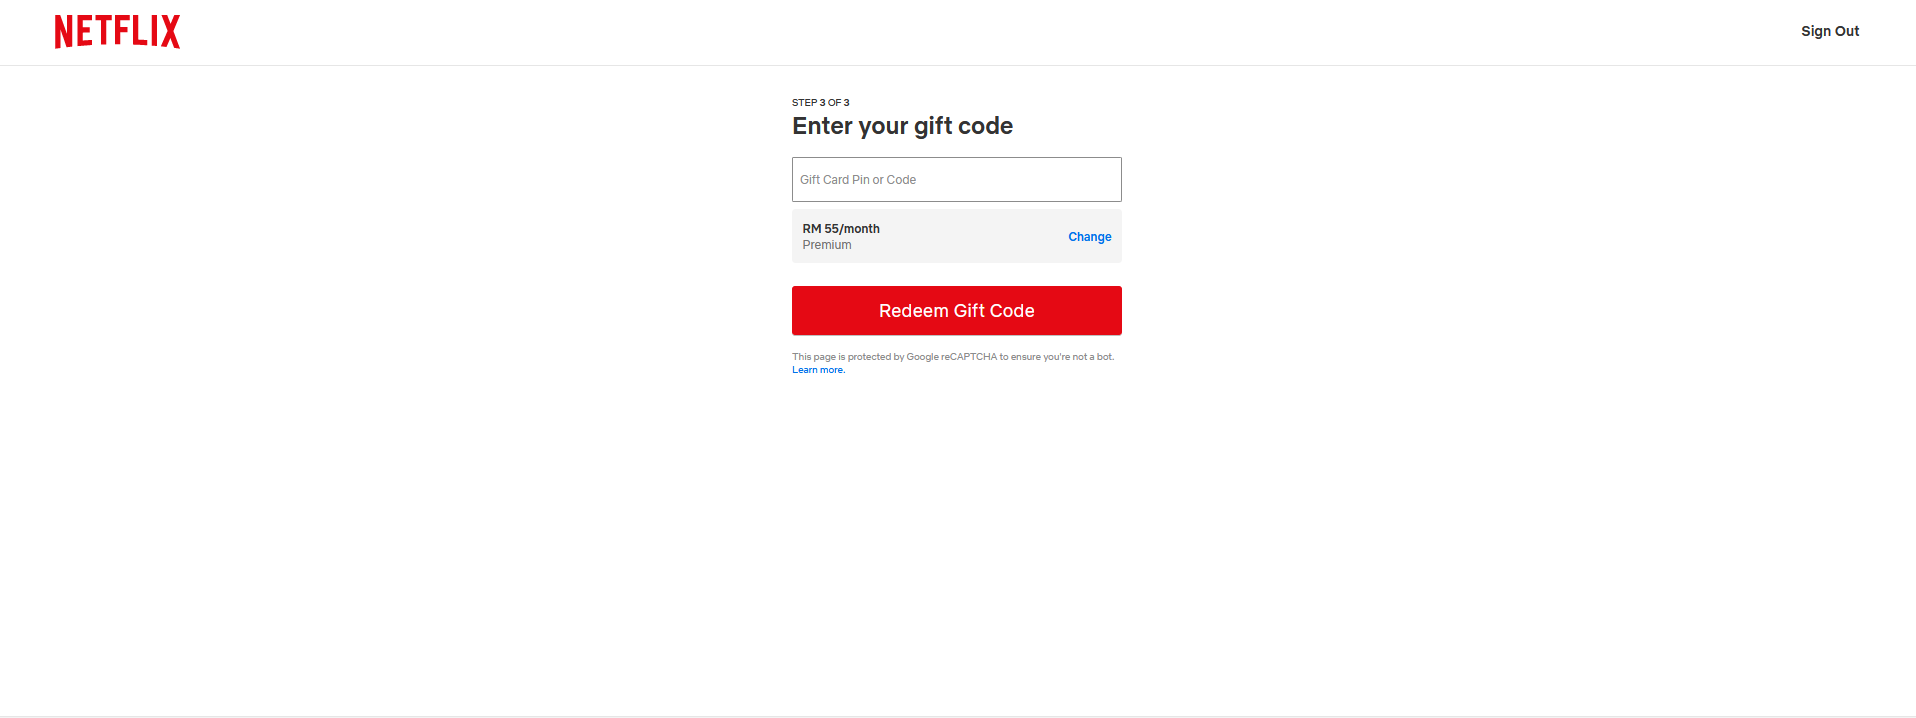 NETFLIX
Sign Out
STEP 3 OF 3
Enter your gift code
Gift Card Pin or Code
RM 55/month
Premium
Change
Redeem Gift Code
This page is protected by Google reCAPTCHA to ensure you're not a bot.
Learn more.